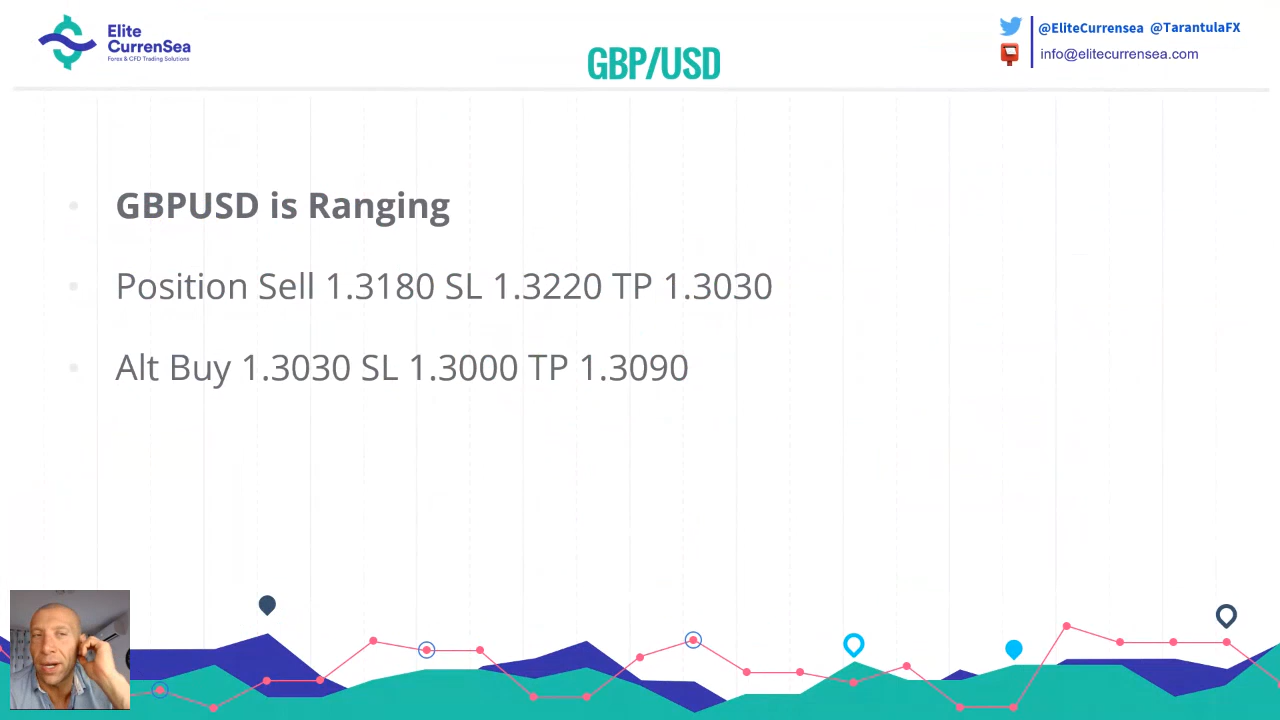 Elite
CurrenSea
Forex & CFD Trading Solutions
GBP/USD
@EliteCurrensea @TarantulaFX
info@elitecurrensea.com
GBPUSD is Ranging
Position Sell 1.3180 SL 1.3220 TP 1.3030
Alt Buy 1.3030 SL 1.3000 TP 1.3090